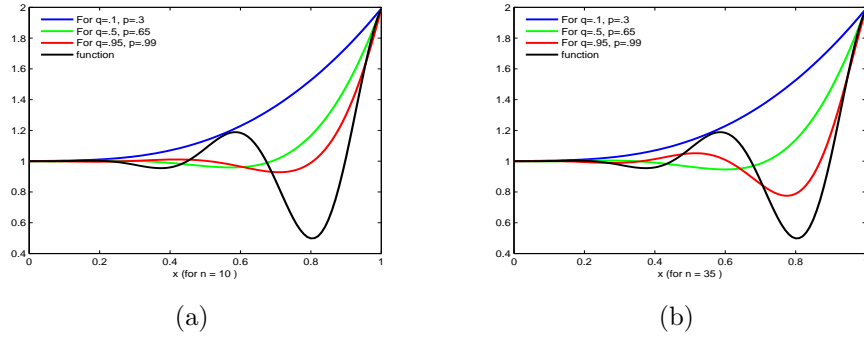 2
1.8
1.6
1.4
1.2
1
0.8
0.6
0.4
0
0.2
0.4
0.6
0.8
1
For q=.1, p=.3
For q=.5, p=.65
For q=.95, p=.99
function
x (for n = 10 )
(a)
2
1.8
1.6
1.4
1.2
1
0.8
0.6
0.4
0
0.2
0.4
0.6
0.8
For q=.1, p=.3
For q=.5, p=.65
For q=.95, p=.99
function
x (for n = 35 )
(b)